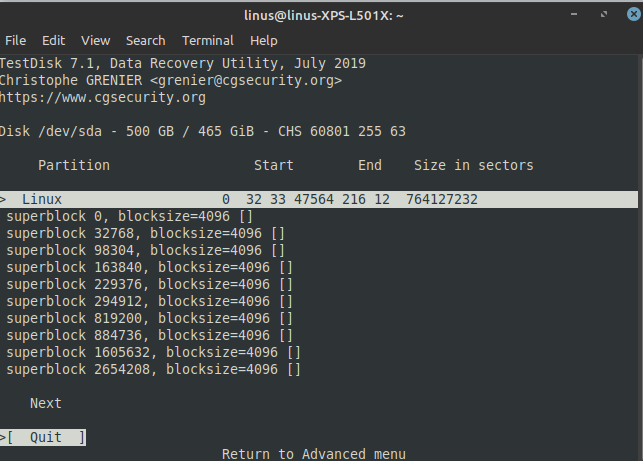 linus@linus-XPS-L501X: ~
File Edit View Search Terminal Help
TestDisk 7.1, Data Recovery Utility, July 2019
Christophe GRENIER <grenier@cgsecurity.org>
https://www.cgsecurity.org
Disk /dev/sda - 500 GB / 465 GiB - CHS 60801 255 63
Partition Start End Size in sectors
> Linux 0 32 33 47564 216 12 764127232
superblock 0, blocksize=4096 []
superblock 32768, blocksize=4096 []
superblock 98304, blocksize=4096 []
superblock 163840, blocksize=4096 []
superblock 229376, blocksize=4096 []
superblock 294912, blocksize=4096 []
superblock 819200, blocksize=4096 []
superblock 884736, blocksize=4096 []
superblock 1605632, blocksize=4096 []
superblock 2654208, blocksize=4096 []
Next
>[ Quit ]
Return to Advanced menu